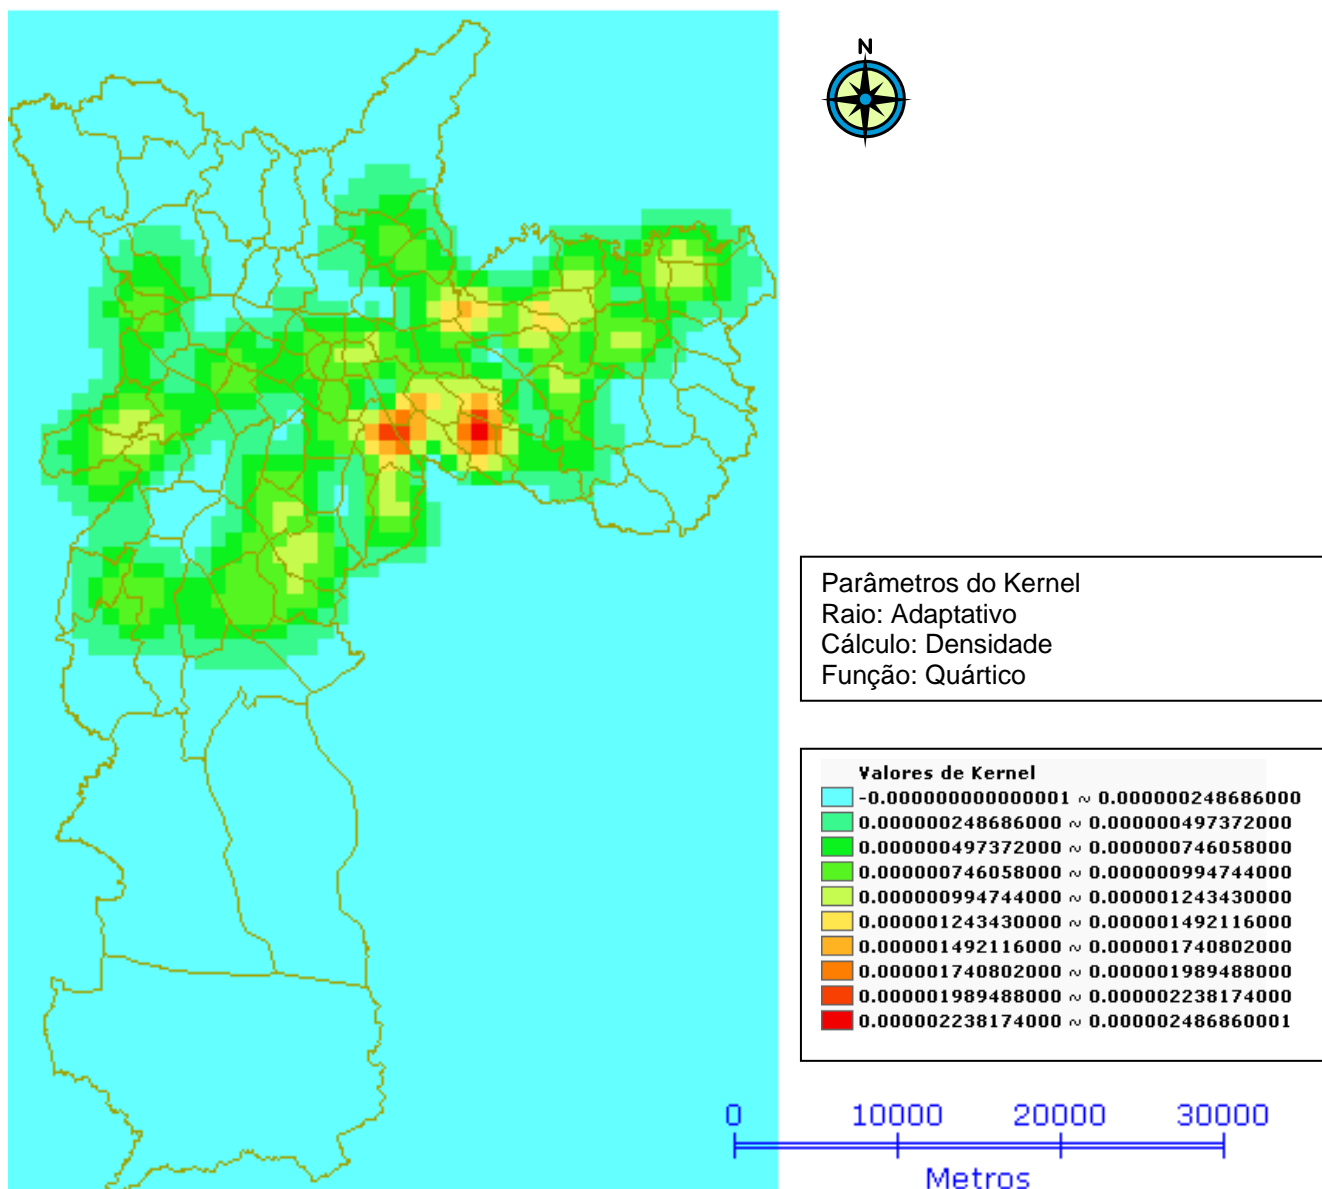 N
Parâmetros do Kernel
Raio: Adaptativo
Cálculo: Densidade
Função: Quártico
Valores de Kernel
-0.000000000000001 ~ 0.000000248686000
0.000000248686000 ~ 0.000000497372000
0.000000497372000 ~ 0.000000746058000
0.000000746058000 ~ 0.000000994744000
0.000000994744000 ~ 0.000001243430000
0.000001243430000 ~ 0.000001492116000
0.000001492116000 ~ 0.000001740802000
0.000001740802000 ~ 0.000001989488000
0.000001989488000 ~ 0.000002238174000
0.000002238174000 ~ 0.000002486860001
0 10000 20000 30000
Metros